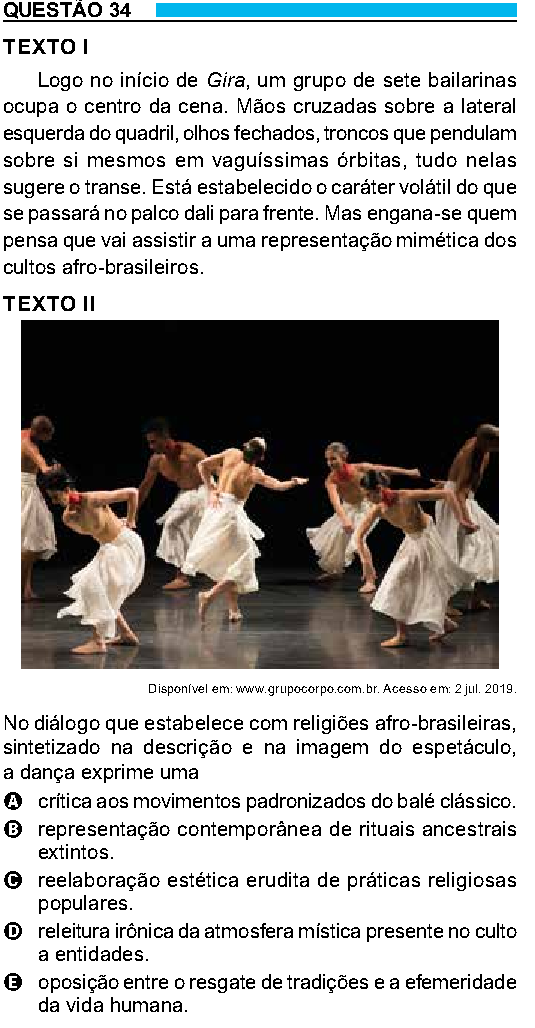 QUESTÃO 34
TEXTO I
Logo no início de Gira, um grupo de sete bailarinas
ocupa o centro da cena. Mãos cruzadas sobre a lateral
esquerda do quadril, olhos fechados, troncos que pendulam
sobre si mesmos em vaguíssimas órbitas, tudo nelas
sugere o transe. Está estabelecido o caráter volátil do que
se passará no palco dali para frente. Mas engana-se quem
pensa que vai assistir a uma representação mimética dos
cultos afro-brasileiros.
TEXTO II
Disponível em: www.grupocorpo.com.br. Acesso em: 2 jul. 2019.
No diálogo que estabelece com religiões afro-brasileiras,
sintetizado na descrição e na imagem do espetáculo,
a dança exprime uma
A crítica aos movimentos padronizados do balé clássico.
B representação contemporânea de rituais ancestrais
extintos.
C reelaboração estética erudita de práticas religiosas
populares.
D releitura irônica da atmosfera mística presente no culto
a entidades.
E oposição entre o resgate de tradições e a efemeridade
da vida humana.